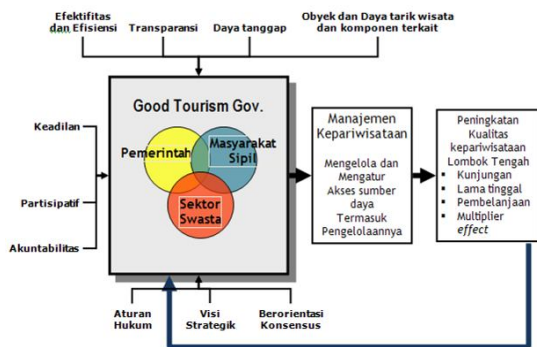 Efektifitas
dan Efisiensi
Transparansi
Daya tanggap
Obyek dan Daya tarik wisata
dan komponen terkait
Good Tourism Gov.
Keadilan
Partisipatif
Akuntabilitas
Pemerintah
Masyarakat
Sipil
Sektor
Swasta
Manajemen
Kepariwisataan
Mengelola dan
Mengatur
Akses sumber
daya
Termasuk
Pengelolaannya
Peningkatan
Kualitas
kepariwisataan
Lombok Tengah
▪ Kunjungan
▪ Lama tinggal
▪ Pembelanjaan
▪ Multiplier
effect
Aturan
Hukum
Visi
Strategik
Berorientasi
Konsensus